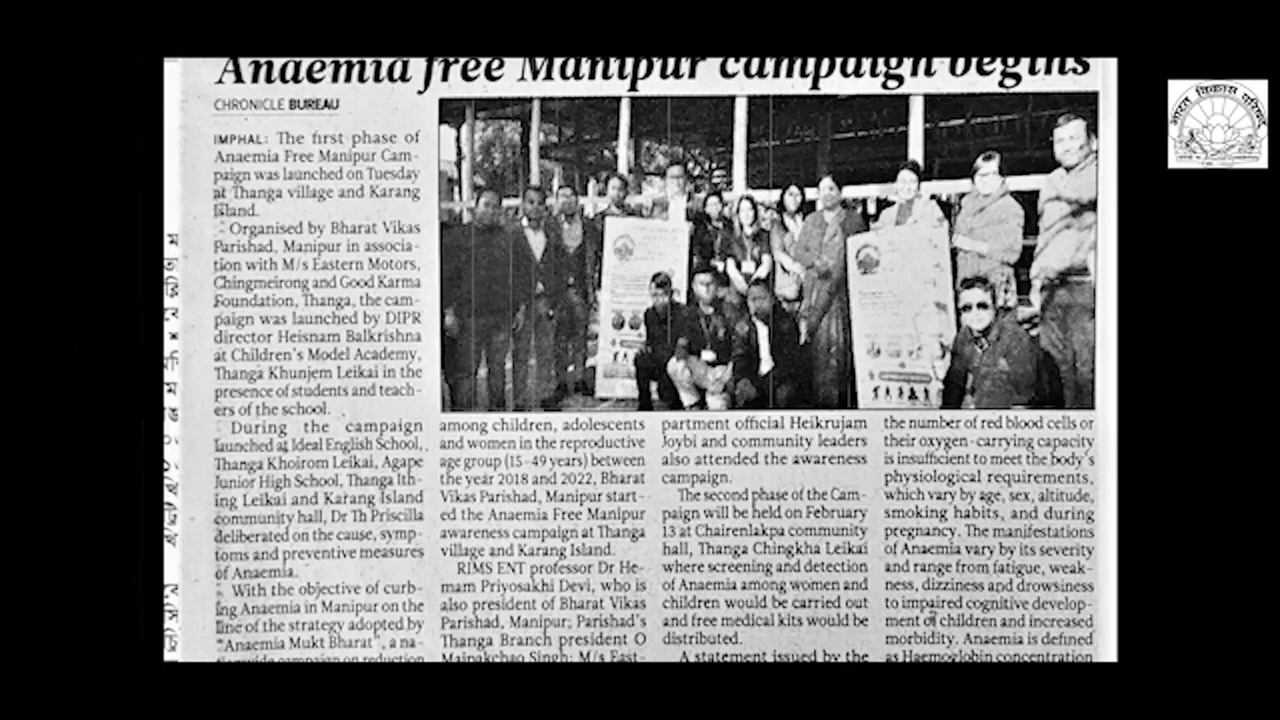 Anaemia free Manipur campaign begins
CHRONICLE BUREAU
IMPHAL: The first phase of
Anaemia Free Manipur Cam-
paign was launched on Tuesday
at Thanga village and Karang
Island.
Organised by Bharat Vikas
Parishad, Manipur in associa-
tion with M/s Eastern Motors,
Chingmeirong and Good Karma
Foundation, Thanga, the cam-
paign was launched by DIPR
director Heisnam Balkrishna
at Children's Model Academy,
Thanga Khunjem Leikai in the
presence of students and teach-
ers of the school.
During the campaign
launched at Ideal English School,
Thanga Khoirom Leikai, Agape
Junior High School, Thanga Ith-
ing Leikai and Karang Island
community hall, Dr Th Priscilla
deliberated on the cause, symp-
toms and preventive measures
of Anaemia.
With the objective of curb-
ing Anaemia in Manipur on the
line of the strategy adopted by
"Anaemia Mukt Bharat", a na-
tionwide campaign on reduction
among children, adolescents
and women in the reproductive
age group (15-49 years) between
the year 2018 and 2022, Bharat
Vikas Parishad, Manipur start-
ed the Anaemia Free Manipur
awareness campaign at Thanga
village and Karang Island.
RIMS ENT professor Dr He-
mam Priyosakhi Devi, who is
also president of Bharat Vikas
Parishad, Manipur; Parishad's
Thanga Branch president O
Maipakchao Singh; M/s East-
partment official Heikrujam
Joybi and community leaders
also attended the awareness
campaign.
The second phase of the Cam-
paign will be held on February
13 at Chairenlakpa community
hall, Thanga Chingkha Leikai
where screening and detection
of Anaemia among women and
children would be carried out
and free medical kits would be
distributed.
A statement issued by the
the number of red blood cells or
their oxygen-carrying capacity
is insufficient to meet the body's
physiological requirements,
which vary by age, sex, altitude,
smoking habits, and during
pregnancy. The manifestations
of Anaemia vary by its severity
and range from fatigue, weak-
ness, dizziness and drowsiness
to impaired cognitive develop-
ment of children and increased
morbidity. Anaemia is defined
as Haemoglobin concentration
भारत विकास परिषद्